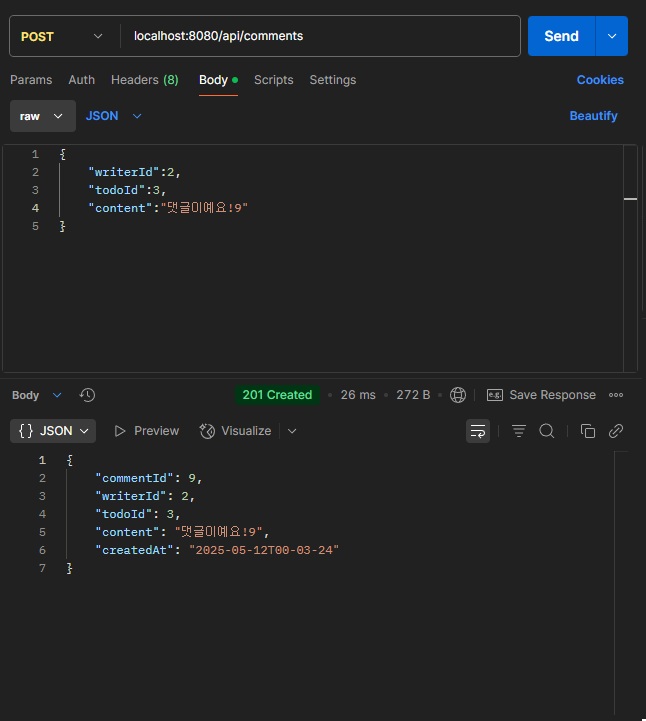 POST localhost:8080/api/comments Send
Params Auth Headers (8) Body Scripts Settings Cookies
raw JSON Beautify
1 {
2 "writerId":2,
3 "todoId":3,
4 "content":"댓글이예요!9"
5 }
Body 201 Created 26 ms 272 B e.g. Save Response
{} JSON Preview Visualize
1 {
2 "commentId": 9,
3 "writerId": 2,
4 "todoId": 3,
5 "content": "댓글이예요!9",
6 "createdAt": "2025-05-12T00-03-24"
7 }